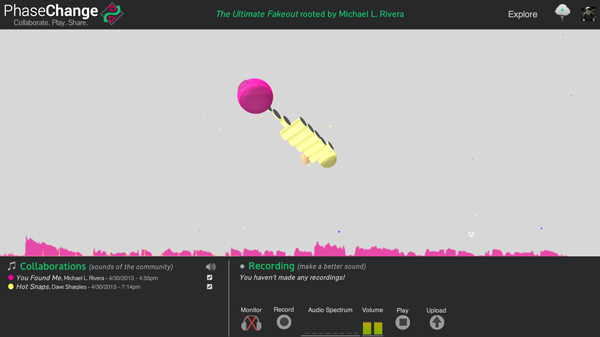 PhaseChange
Collaborate. Play. Share.
The Ultimate Fakeout rooted by Michael L. Rivera
Explore
Collaborations (sounds of the community)
You Found Me, Michael L. Rivera - 4/30/2013 - 4:55pm
Hot Snaps, Dave Sharples - 4/30/2013 - 7:14pm
Recording (make a better sound)
You haven't made any recordings!
Monitor Record Audio Spectrum Volume Play Upload